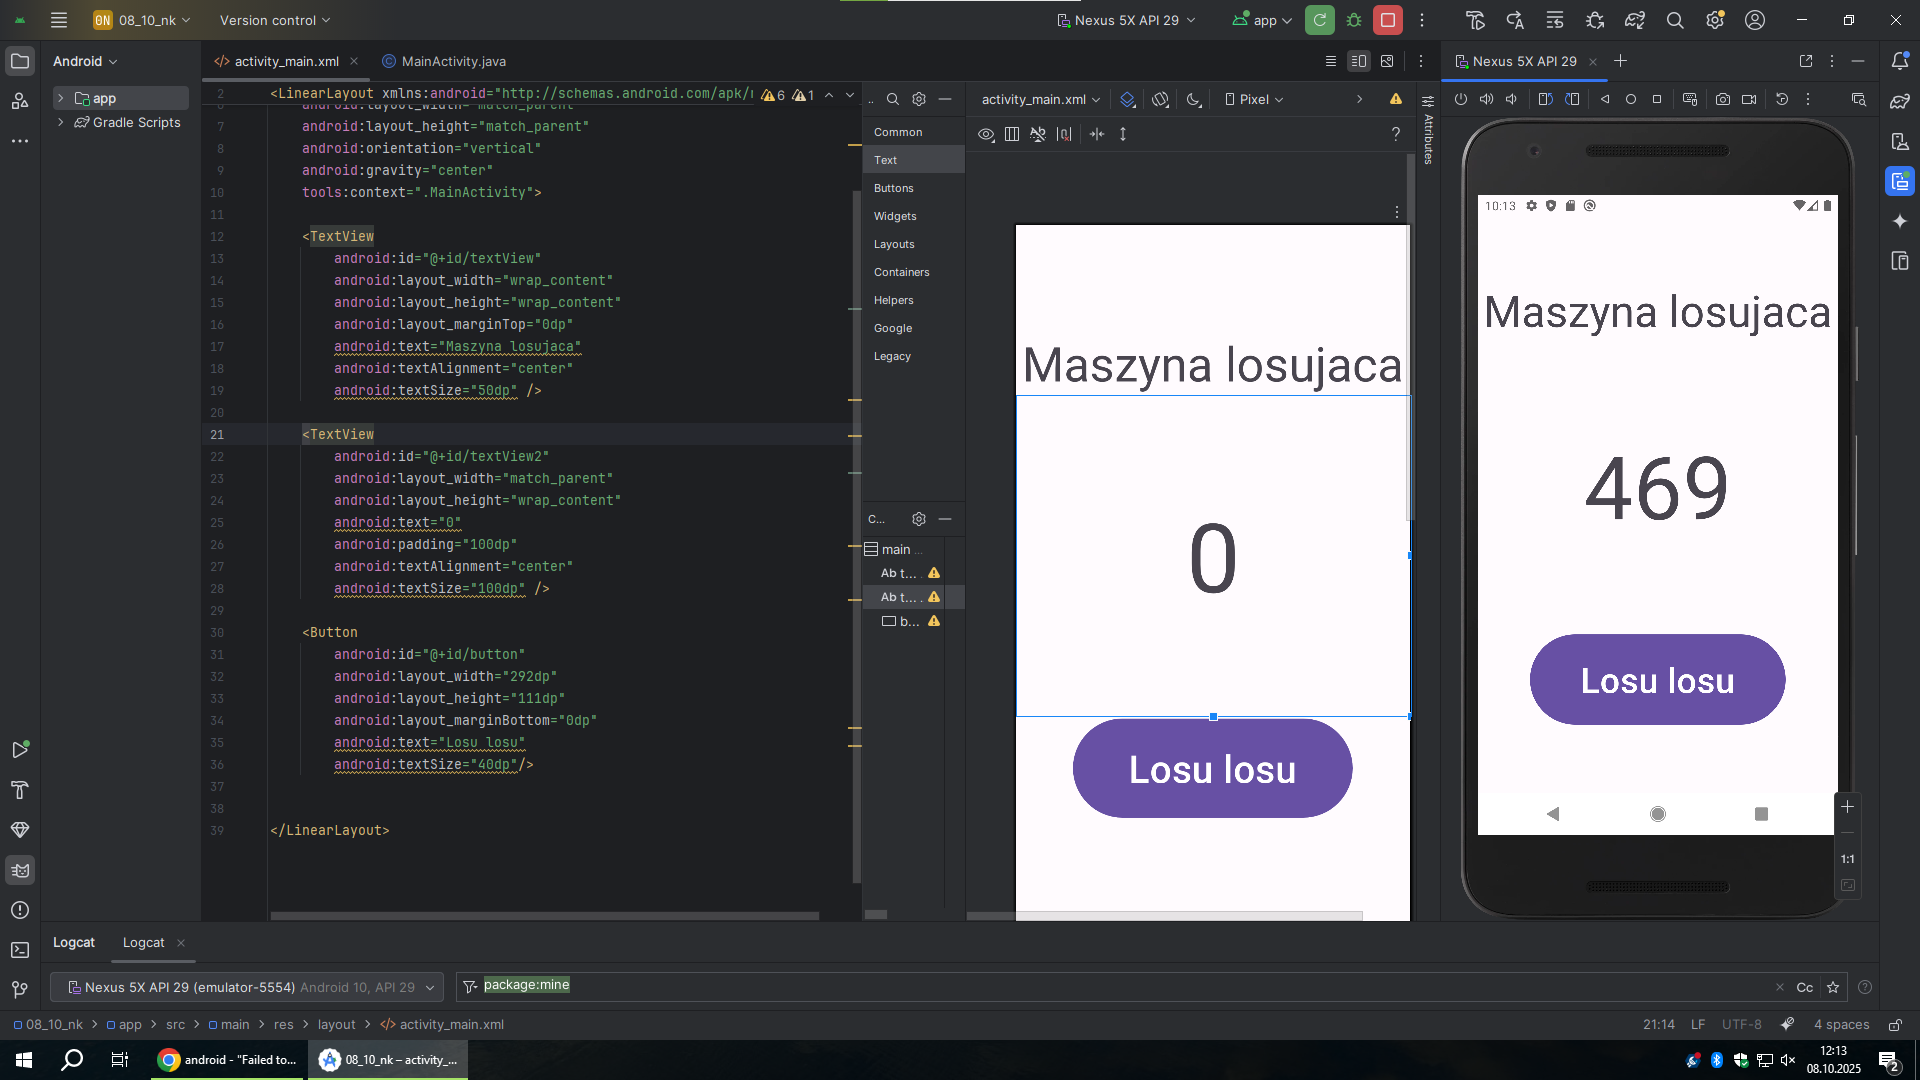 ON 08_10_nk Version control Nexus 5X API 29 app
Android
app
Gradle Scripts
activity_main.xml MainActivity.java
2 <LinearLayout xmlns:android="http://schemas.android.com/apk/r 6 1
7 android:layout_height="match_parent"
8 android:orientation="vertical"
9 android:gravity="center"
10 tools:context=".MainActivity">
11
12 <TextView
13 android:id="@+id/textView"
14 android:layout_width="wrap_content"
15 android:layout_height="wrap_content"
16 android:layout_marginTop="0dp"
17 android:text="Maszyna losujaca"
18 android:textAlignment="center"
19 android:textSize="50dp" />
20
21 <TextView
22 android:id="@+id/textView2"
23 android:layout_width="match_parent"
24 android:layout_height="wrap_content"
25 android:text="0"
26 android:padding="100dp"
27 android:textAlignment="center"
28 android:textSize="100dp" />
29
30 <Button
31 android:id="@+id/button"
32 android:layout_width="292dp"
33 android:layout_height="111dp"
34 android:layout_marginBottom="0dp"
35 android:text="Losu losu"
36 android:textSize="40dp"/>
37
38
39 </LinearLayout>
Common
Text
Buttons
Widgets
Layouts
Containers
Helpers
Google
Legacy
C...
main ...
Ab t...
Ab t...
b...
activity_main.xml Pixel
?
Attributes
Maszyna losujaca
0
Losu losu
Nexus 5X API 29
10:13
Maszyna losujaca
469
Losu losu
1:1
Logcat Logcat
Nexus 5X API 29 (emulator-5554) Android 10, API 29 package:mine Cc
08_10_nk > app > src > main > res > layout > activity_main.xml 21:14 LF UTF-8 4 spaces
android - "Failed to... 08_10_nk – activity_... 12:13
08.10.2025 2